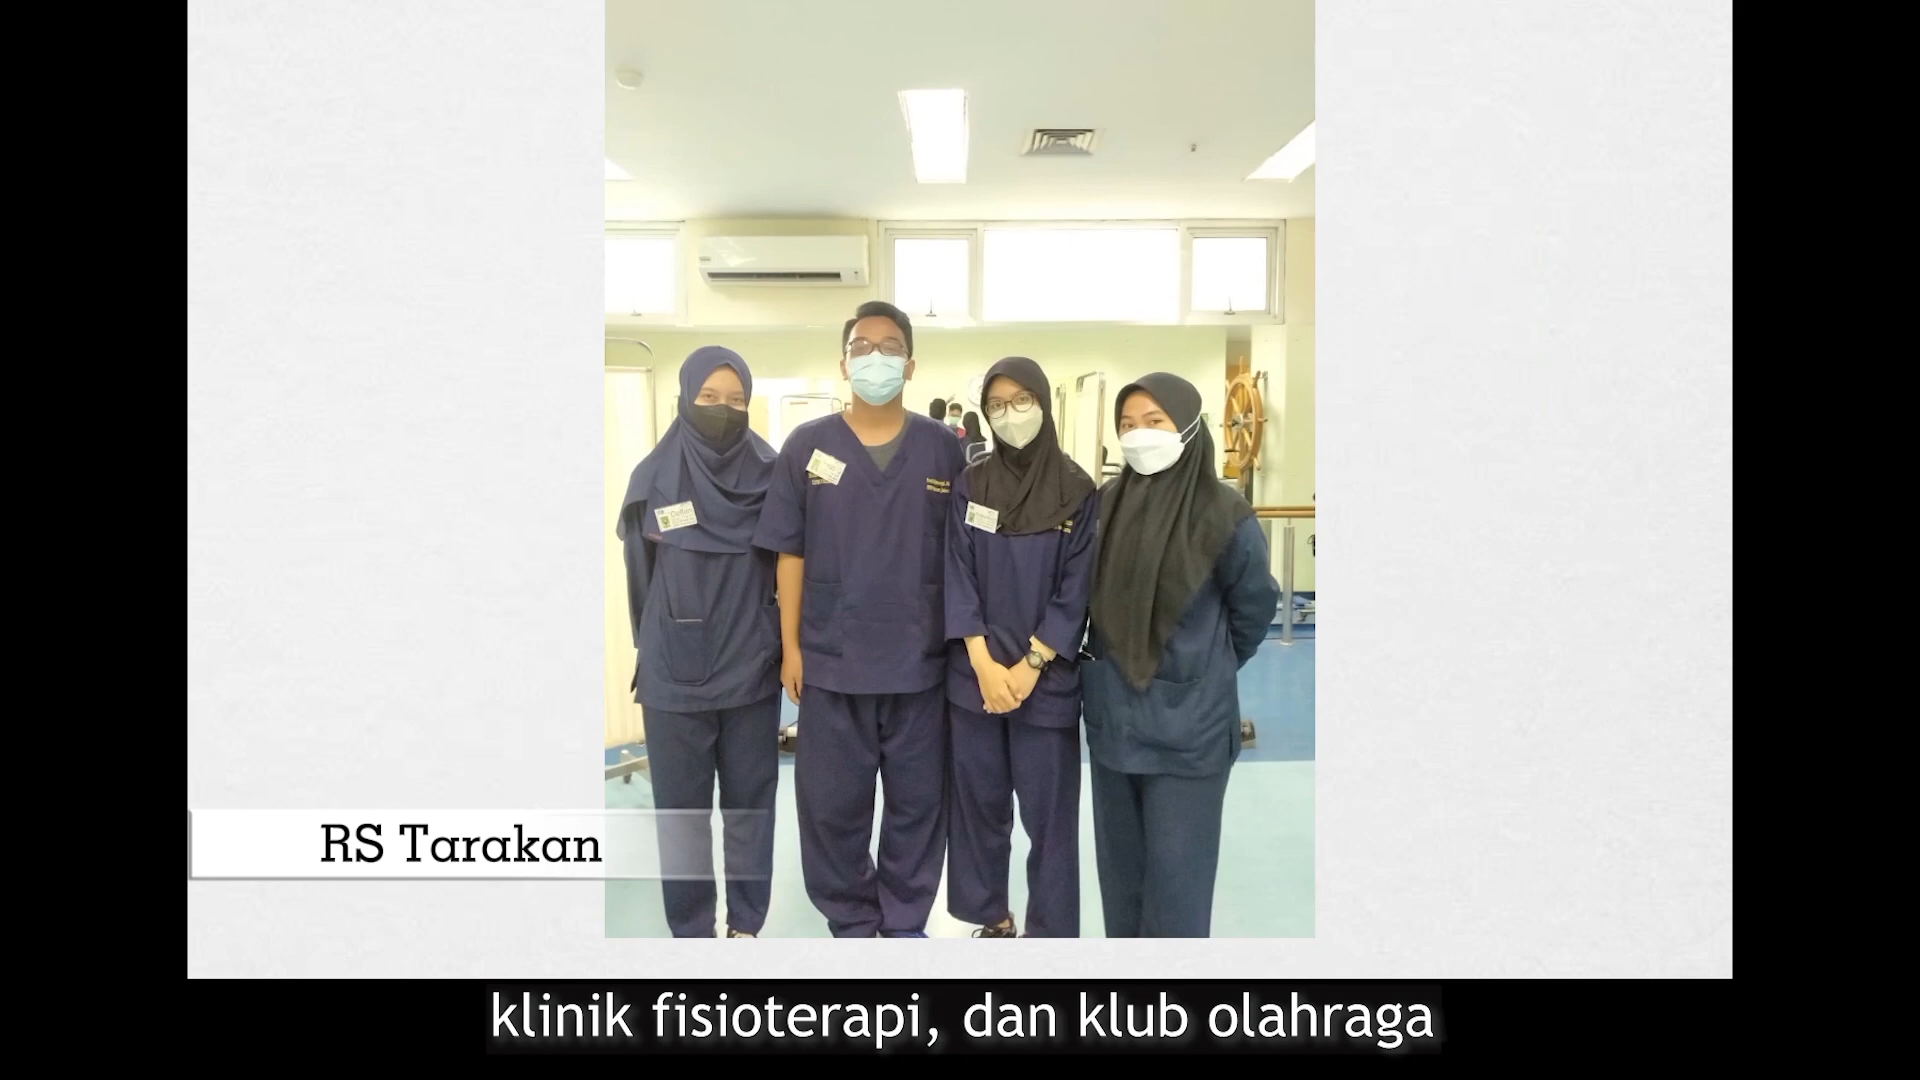 RS Tarakan
klinik fisioterapi, dan klub olahraga